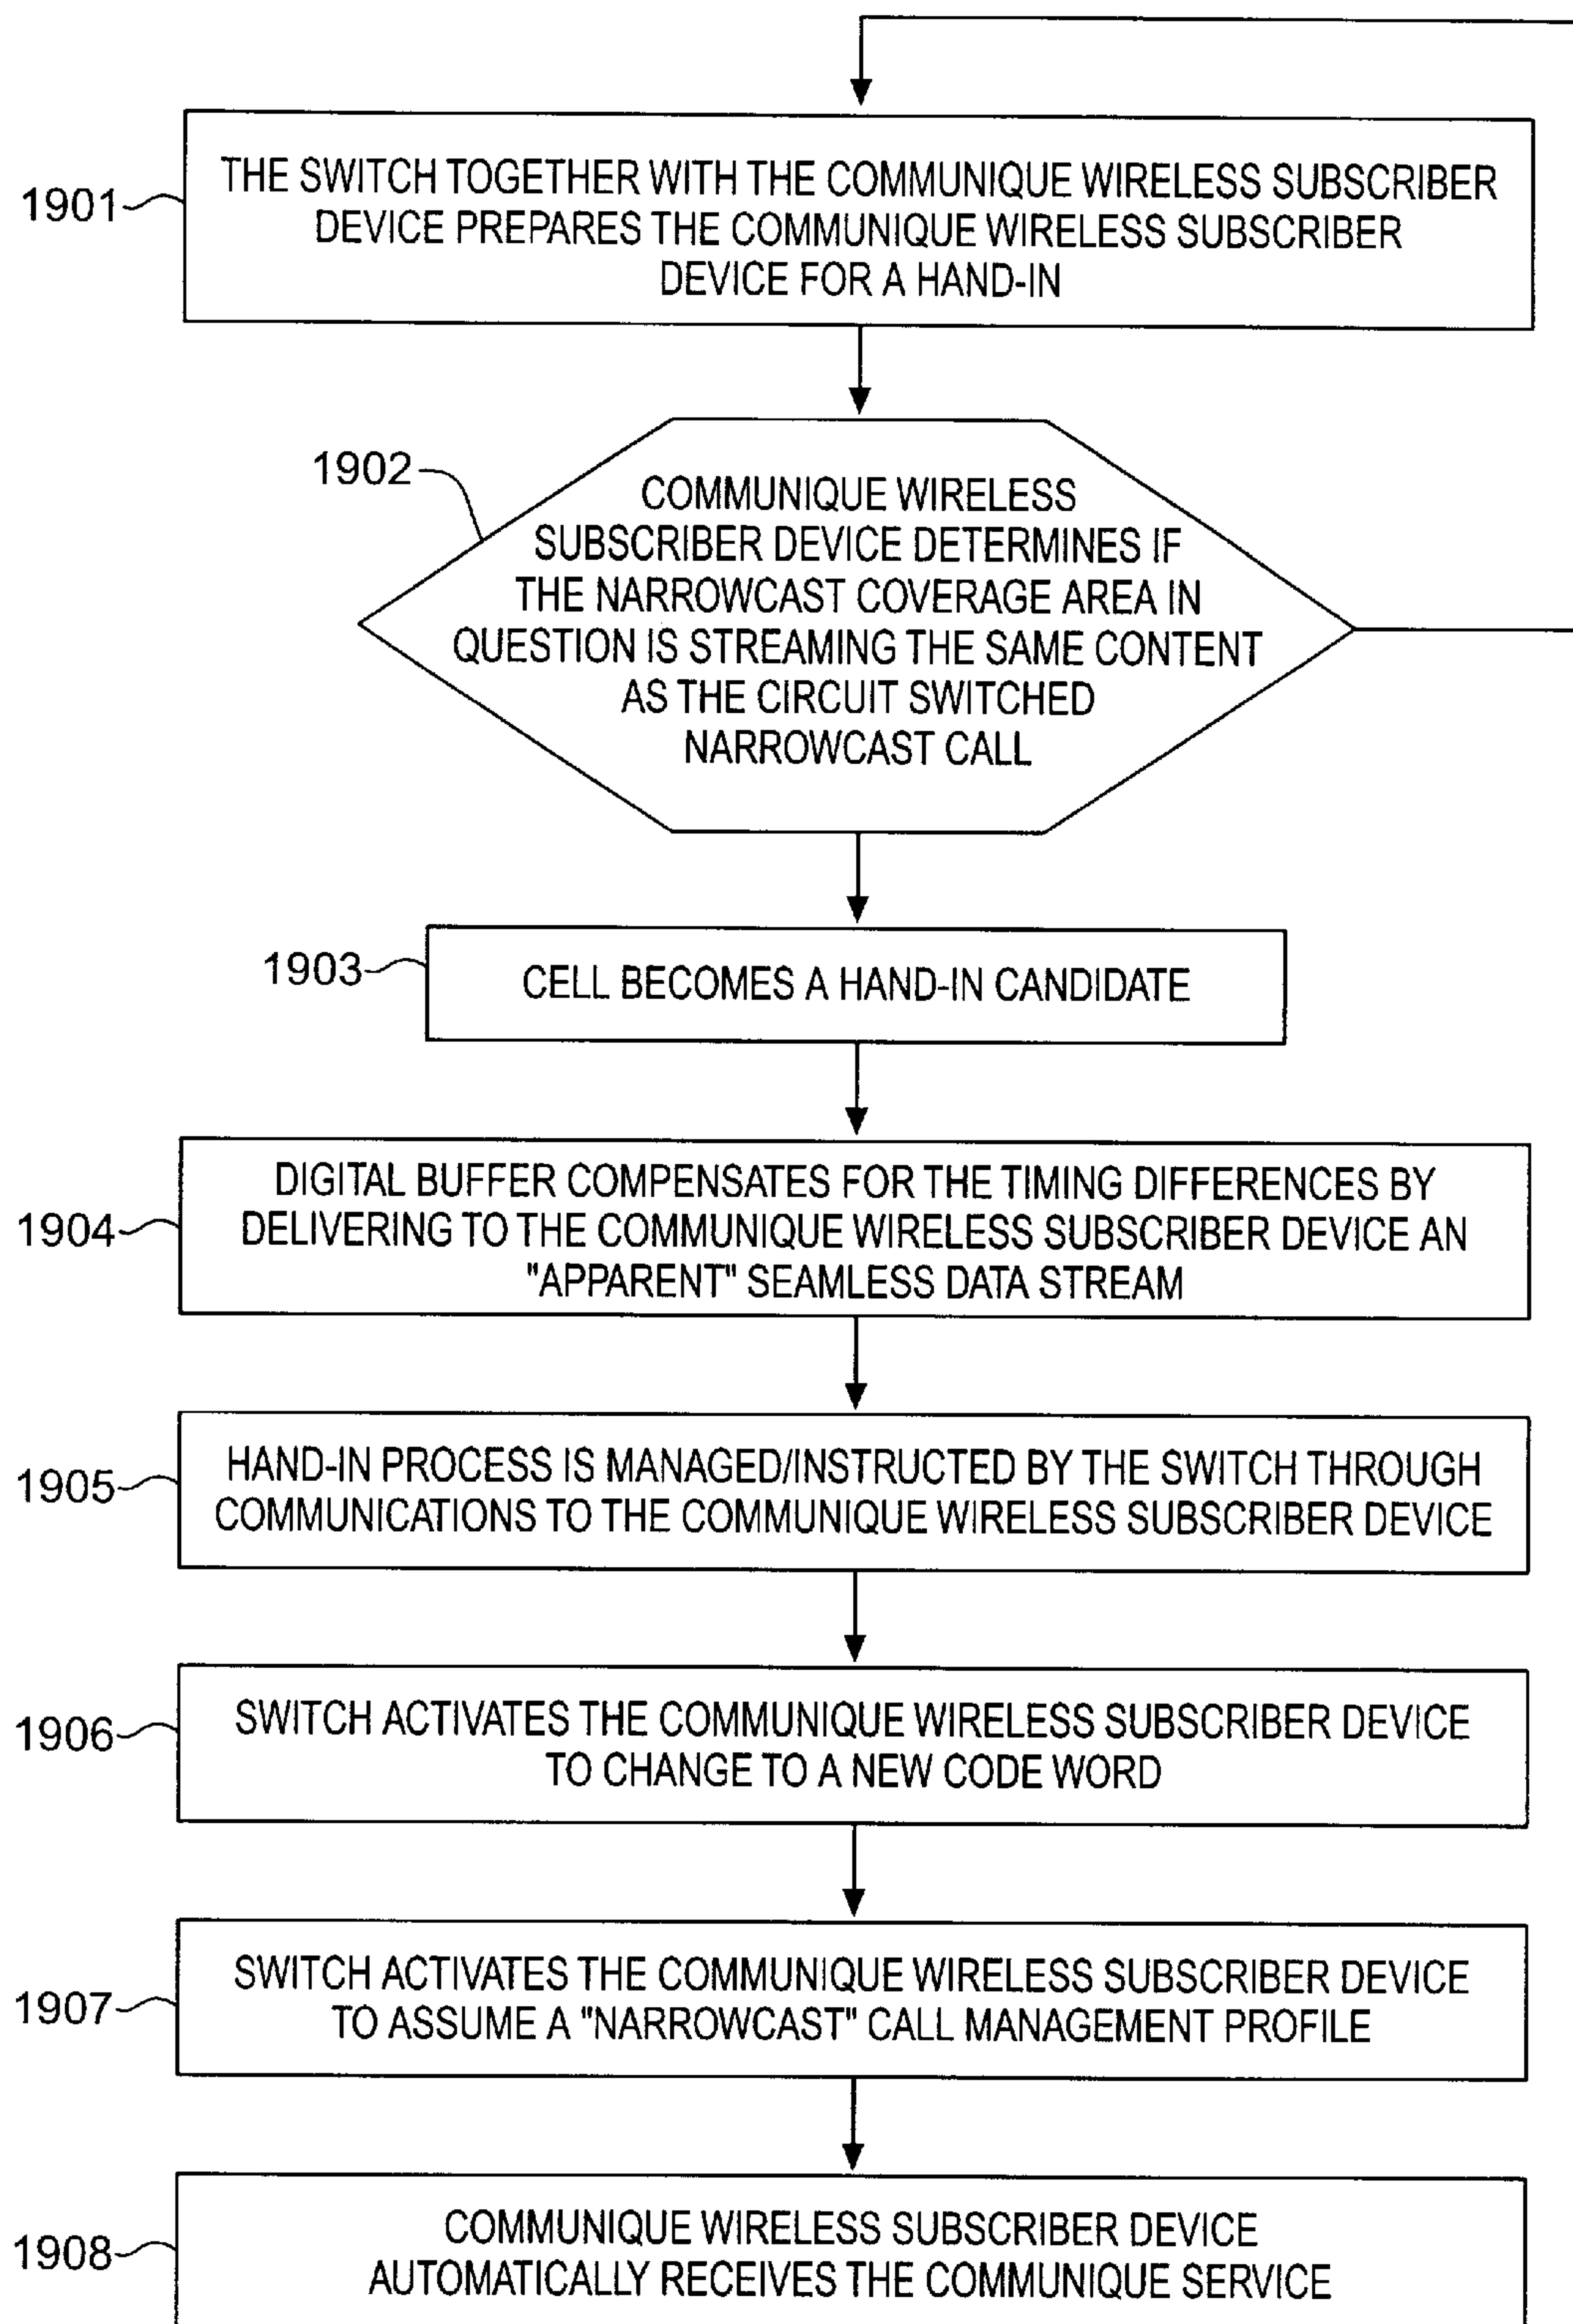 1901
THE SWITCH TOGETHER WITH THE COMMUNIQUE WIRELESS SUBSCRIBER
DEVICE PREPARES THE COMMUNIQUE WIRELESS SUBSCRIBER
DEVICE FOR A HAND-IN
1902
COMMUNIQUE WIRELESS
SUBSCRIBER DEVICE DETERMINES IF
THE NARROWCAST COVERAGE AREA IN
QUESTION IS STREAMING THE SAME CONTENT
AS THE CIRCUIT SWITCHED
NARROWCAST CALL
1903
CELL BECOMES A HAND-IN CANDIDATE
1904
DIGITAL BUFFER COMPENSATES FOR THE TIMING DIFFERENCES BY
DELIVERING TO THE COMMUNIQUE WIRELESS SUBSCRIBER DEVICE AN
"APPARENT" SEAMLESS DATA STREAM
1905
HAND-IN PROCESS IS MANAGED/INSTRUCTED BY THE SWITCH THROUGH
COMMUNICATIONS TO THE COMMUNIQUE WIRELESS SUBSCRIBER DEVICE
1906
SWITCH ACTIVATES THE COMMUNIQUE WIRELESS SUBSCRIBER DEVICE
TO CHANGE TO A NEW CODE WORD
1907
SWITCH ACTIVATES THE COMMUNIQUE WIRELESS SUBSCRIBER DEVICE
TO ASSUME A "NARROWCAST" CALL MANAGEMENT PROFILE
1908
COMMUNIQUE WIRELESS SUBSCRIBER DEVICE
AUTOMATICALLY RECEIVES THE COMMUNIQUE SERVICE